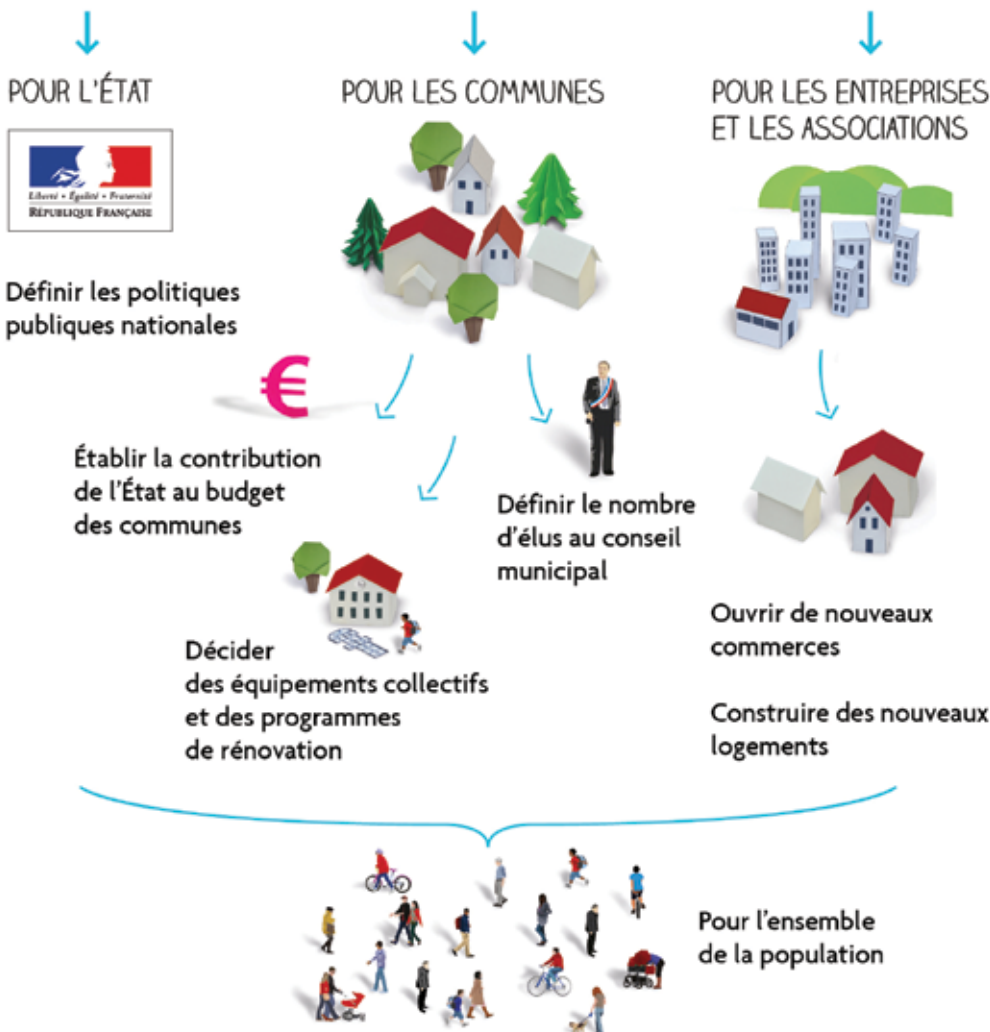 POUR L'ÉTAT
Liberté • Égalité • Fraternité
RÉPUBLIQUE FRANÇAISE
Définir les politiques
publiques nationales
POUR LES COMMUNES
€
Établir la contribution
de l'État au budget
des communes
Décider
des équipements collectifs
et des programmes
de rénovation
Définir le nombre
d'élus au conseil
municipal
POUR LES ENTREPRISES
ET LES ASSOCIATIONS
Ouvrir de nouveaux
commerces
Construire des nouveaux
logements
Pour l'ensemble
de la population